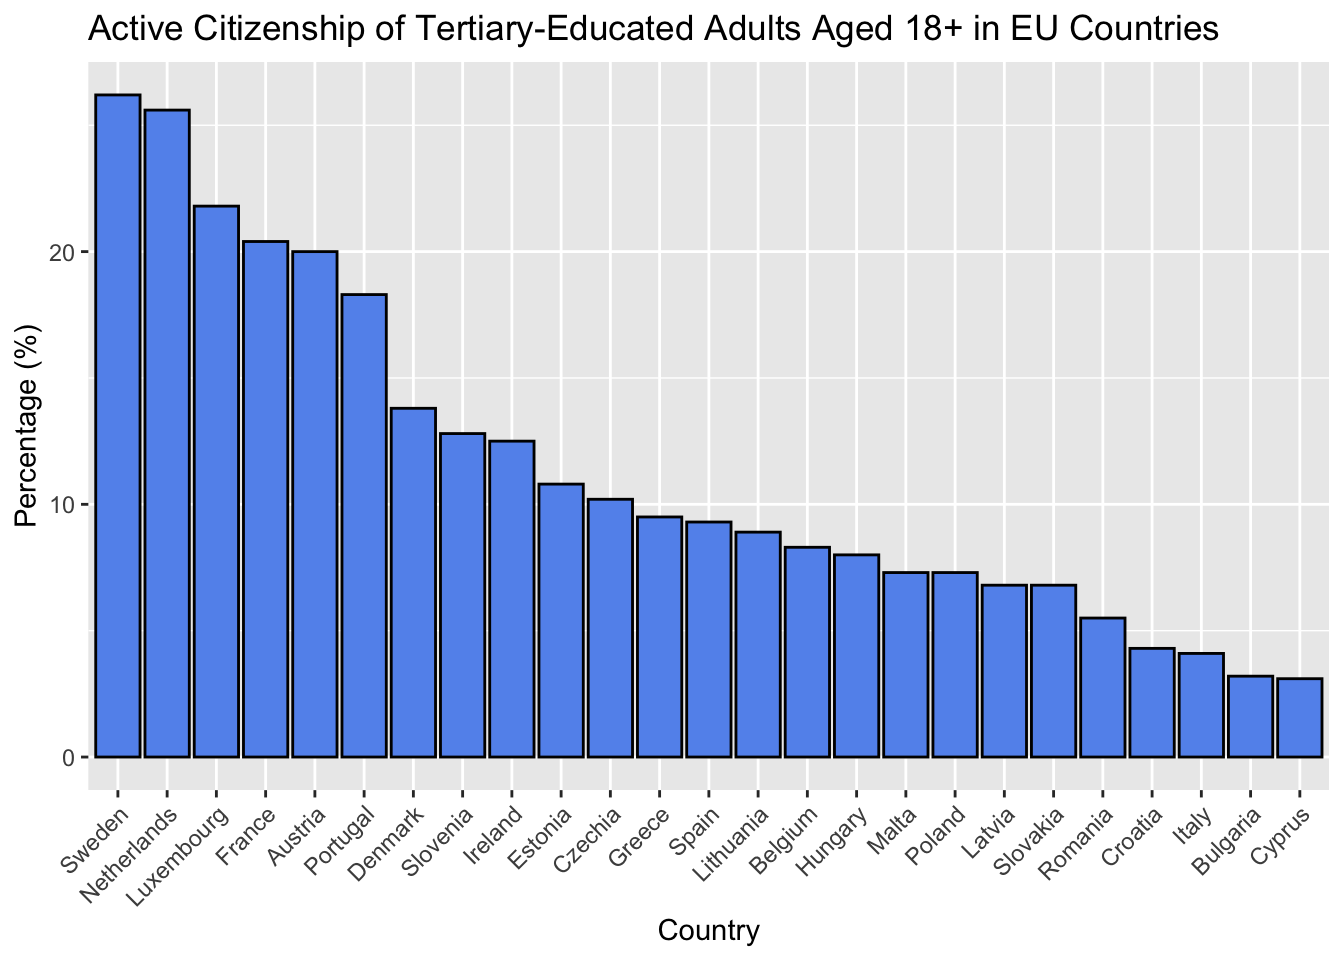 Active Citizenship of Tertiary-Educated Adults Aged 18+ in EU Countries
Percentage (%)
20
10
0
Sweden
Netherlands
Luxembourg
France
Austria
Portugal
Denmark
Slovenia
Ireland
Estonia
Czechia
Greece
Spain
Lithuania
Belgium
Hungary
Malta
Poland
Latvia
Slovakia
Romania
Croatia
Italy
Bulgaria
Cyprus
Country